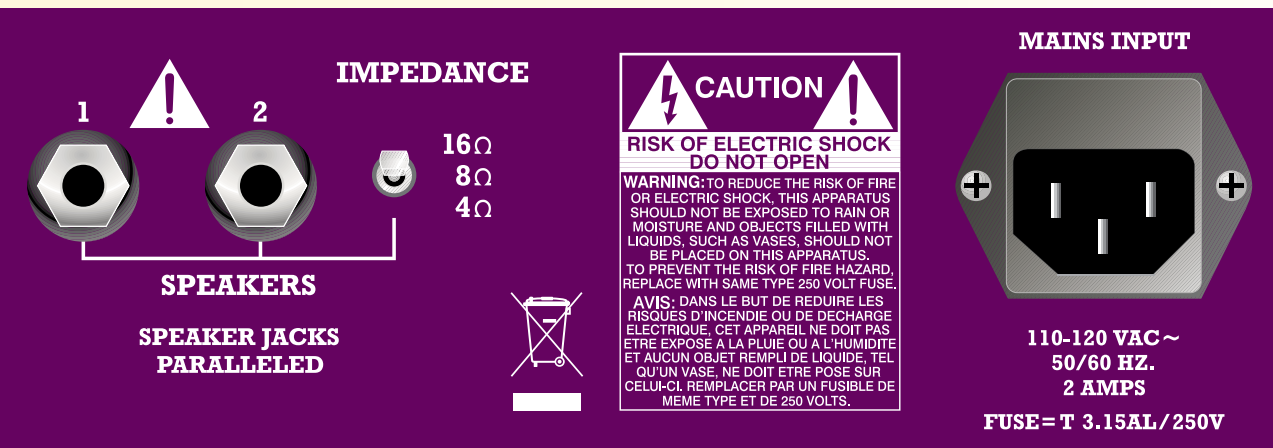 1
2
SPEAKERS
SPEAKER JACKS
PARALLELED
IMPEDANCE
16Ω
8Ω
4Ω
CAUTION
RISK OF ELECTRIC SHOCK
DO NOT OPEN
WARNING: TO REDUCE THE RISK OF FIRE
OR ELECTRIC SHOCK, THIS APPARATUS
SHOULD NOT BE EXPOSED TO RAIN OR
MOISTURE AND OBJECTS FILLED WITH
LIQUIDS, SUCH AS VASES, SHOULD NOT
BE PLACED ON THIS APPARATUS.
TO PREVENT THE RISK OF FIRE HAZARD,
REPLACE WITH SAME TYPE 250 VOLT FUSE.
AVIS: DANS LE BUT DE REDUIRE LES
RISQUES D'INCENDIE OU DE DECHARGE
ELECTRIQUE, CET APPAREIL NE DOIT PAS
ETRE EXPOSE A LA PLUIE OU A L'HUMIDITE
ET AUCUN OBJET REMPLI DE LIQUIDE, TEL
QU'UN VASE, NE DOIT ETRE POSE SUR
CELUI-CI. REMPLACER PAR UN FUSIBLE DE
MEME TYPE ET DE 250 VOLTS.
MAINS INPUT
110-120 VAC~
50/60 HZ.
2 AMPS
FUSE=T 3.15AL/250V